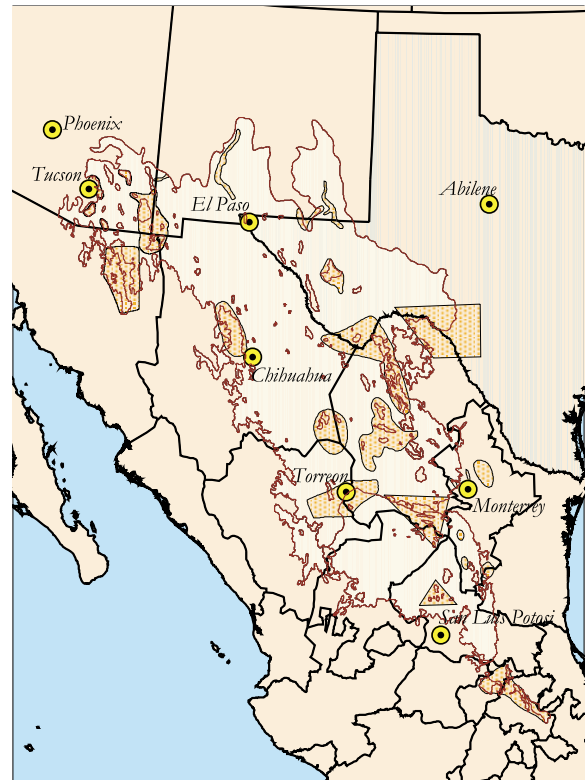 Phoenix
Tucson
El Paso
Abilene
Chihuahua
Torreon
Monterrey
San Luis Potosi